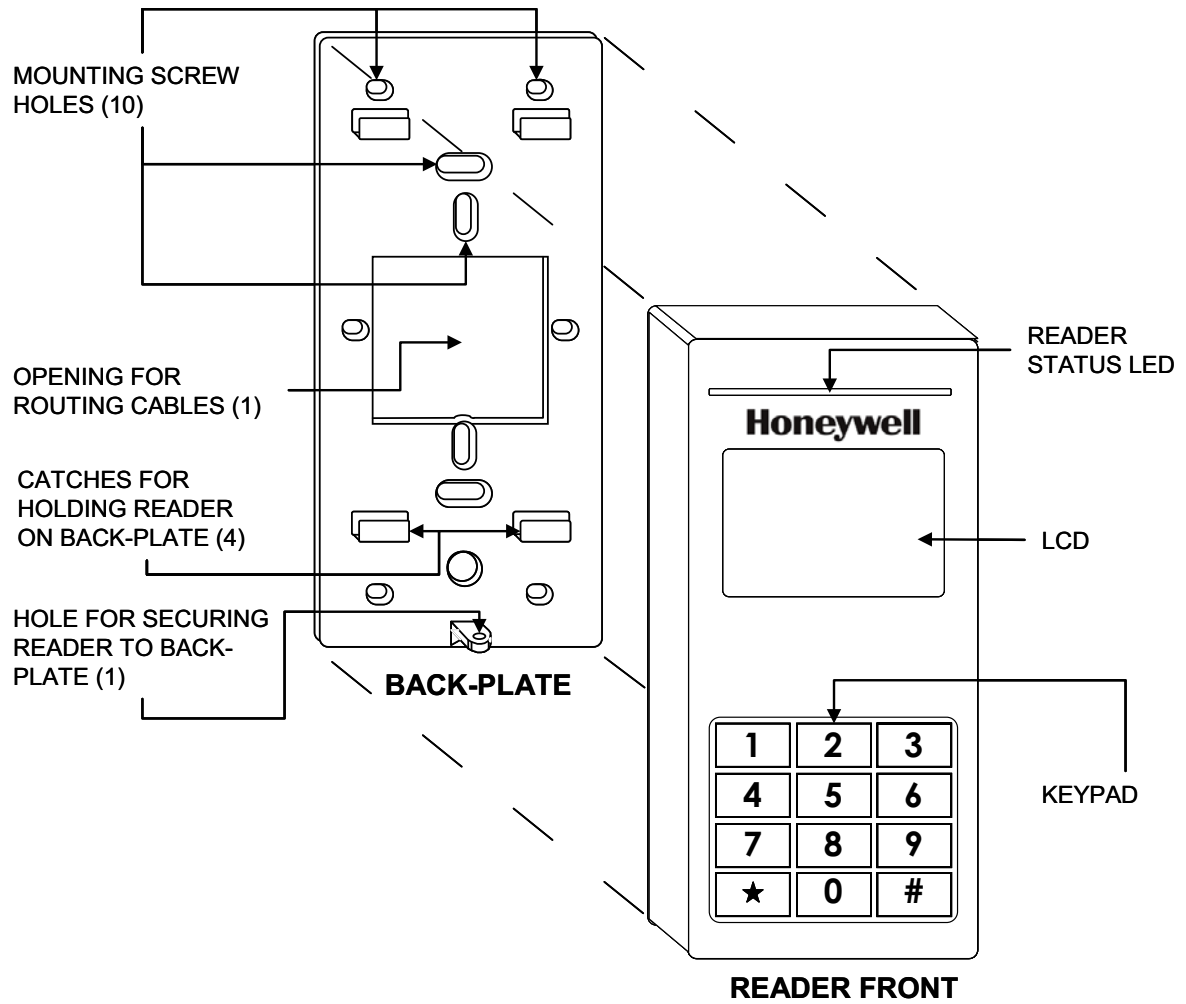 MOUNTING SCREW
HOLES (10)
OPENING FOR
ROUTING CABLES (1)
CATCHES FOR
HOLDING READER
ON BACK-PLATE (4)
HOLE FOR SECURING
READER TO BACK-
PLATE (1)
BACK-PLATE
READER
STATUS LED
Honeywell
LCD
1 2 3
4 5 6
7 8 9
★ 0 #
KEYPAD
READER FRONT